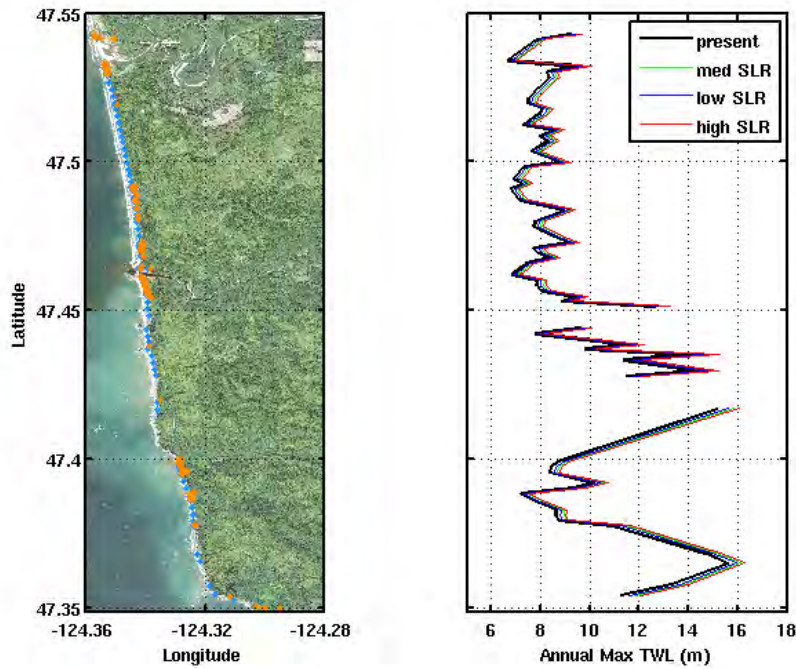 47.55
47.5
47.45
47.4
47.35
Latitude
-124.36
-124.32
-124.28
Longitude
present
med SLR
low SLR
high SLR
6
8
10
12
14
16
18
Annual Max TWL (m)